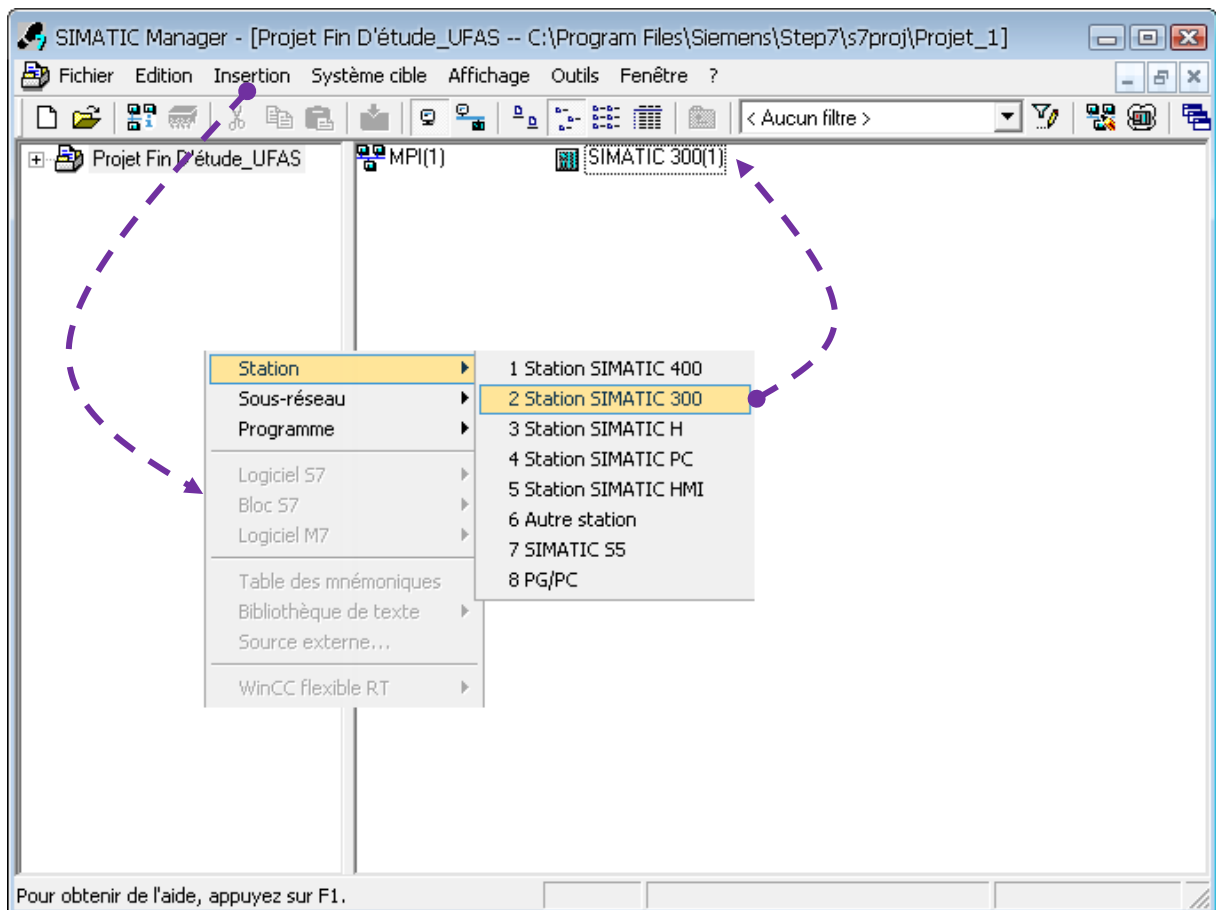 SIMATIC Manager - [Projet Fin D'étude_UFAS -- C:\Program Files\Siemens\Step7\s7proj\Projet_1]
Fichier Edition Insertion Système cible Affichage Outils Fenêtre ?
< Aucun filtre >
Projet Fin D'étude_UFAS
MPI(1)
SIMATIC 300(1)
Station
Sous-réseau
Programme
Logiciel S7
Bloc S7
Logiciel M7
Table des mnémoniques
Bibliothèque de texte
Source externe...
WinCC flexible RT
1 Station SIMATIC 400
2 Station SIMATIC 300
3 Station SIMATIC H
4 Station SIMATIC PC
5 Station SIMATIC HMI
6 Autre station
7 SIMATIC S5
8 PG/PC
Pour obtenir de l'aide, appuyez sur F1.